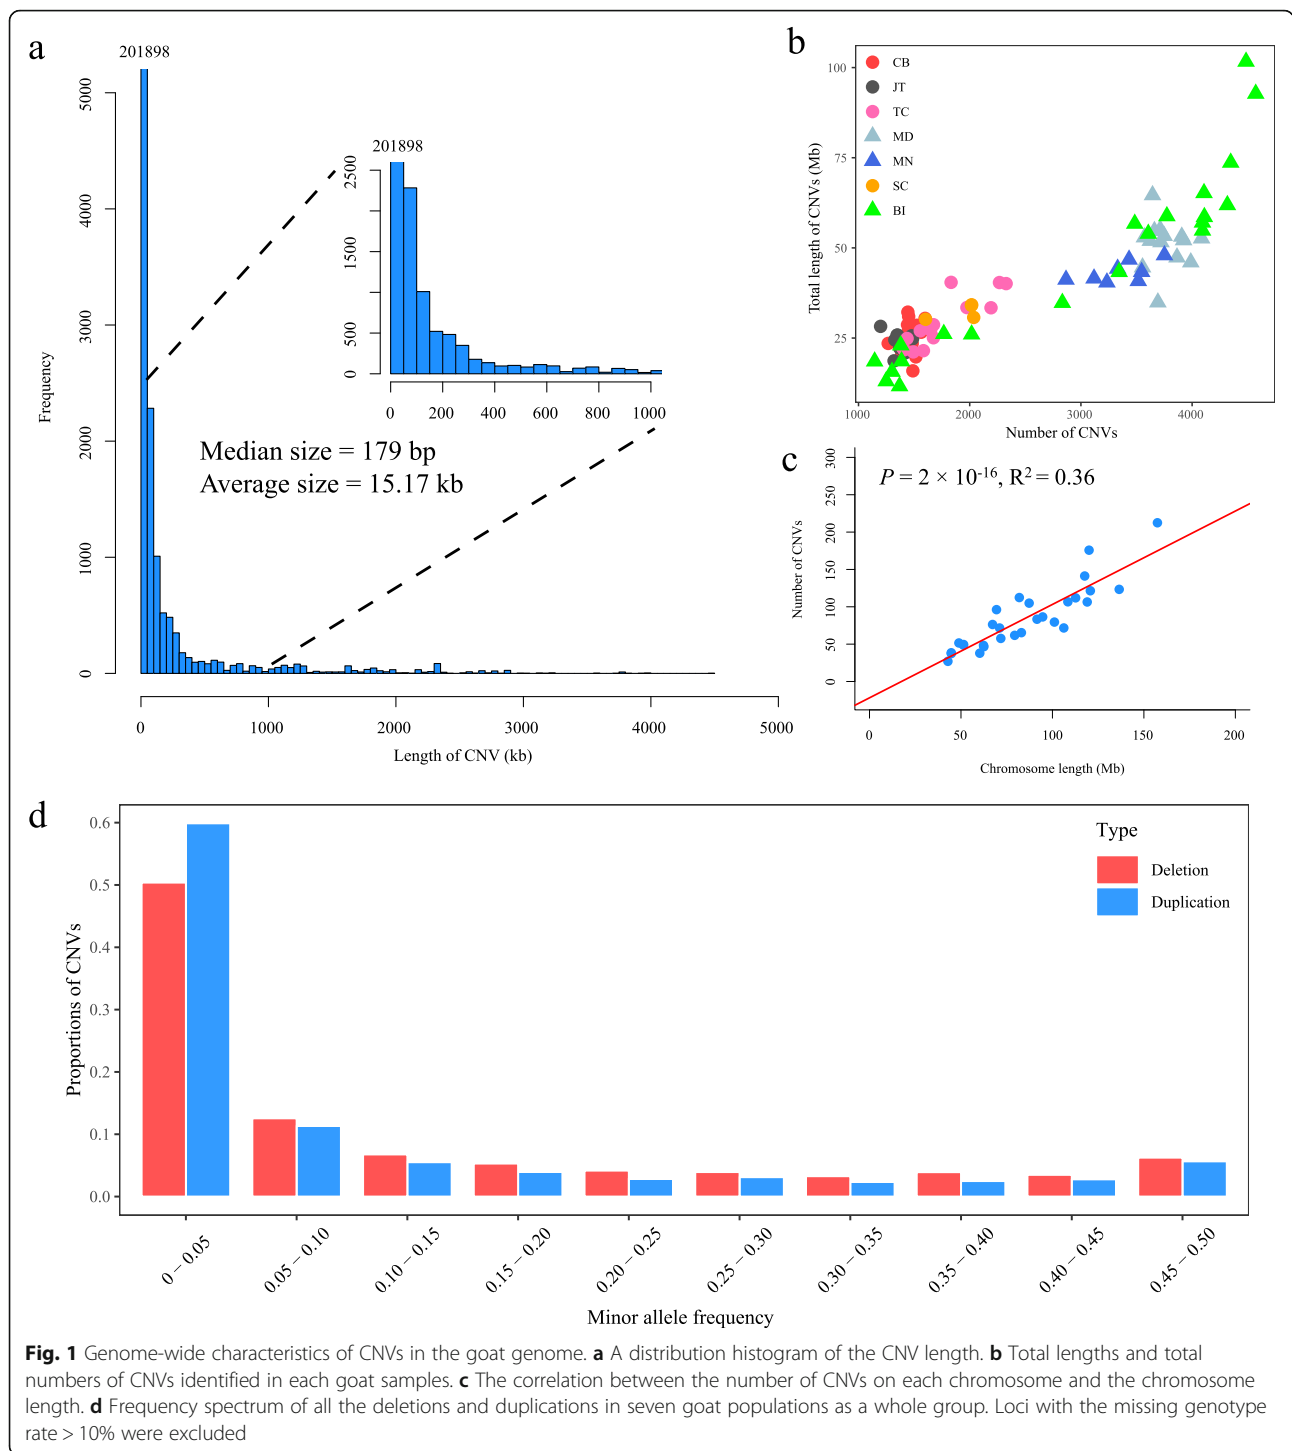 a
201898
5000
4000
3000
2000
1000
0
Frequency
201898
2500
1500
500
0
0 200 400 600 800 1000
Median size = 179 bp
Average size = 15.17 kb
0 1000 2000 3000 4000 5000
Length of CNV (kb)
b
CB
JT
TC
MD
MN
SC
BI
100
75
50
25
Total length of CNVs (Mb)
1000 2000 3000 4000
Number of CNVs
c
P = 2 × 10-16, R2 = 0.36
300
250
200
150
100
50
0
Number of CNVs
0 50 100 150 200
Chromosome length (Mb)
d
0.6
0.5
0.4
0.3
0.2
0.1
0.0
Proportions of CNVs
Type
Deletion
Duplication
0 – 0.05 0.05 – 0.10 0.10 – 0.15 0.15 – 0.20 0.20 – 0.25 0.25 – 0.30 0.30 – 0.35 0.35 – 0.40 0.40 – 0.45 0.45 – 0.50
Minor allele frequency
Fig. 1 Genome-wide characteristics of CNVs in the goat genome. a A distribution histogram of the CNV length. b Total lengths and total
numbers of CNVs identified in each goat samples. c The correlation between the number of CNVs on each chromosome and the chromosome
length. d Frequency spectrum of all the deletions and duplications in seven goat populations as a whole group. Loci with the missing genotype
rate > 10% were excluded